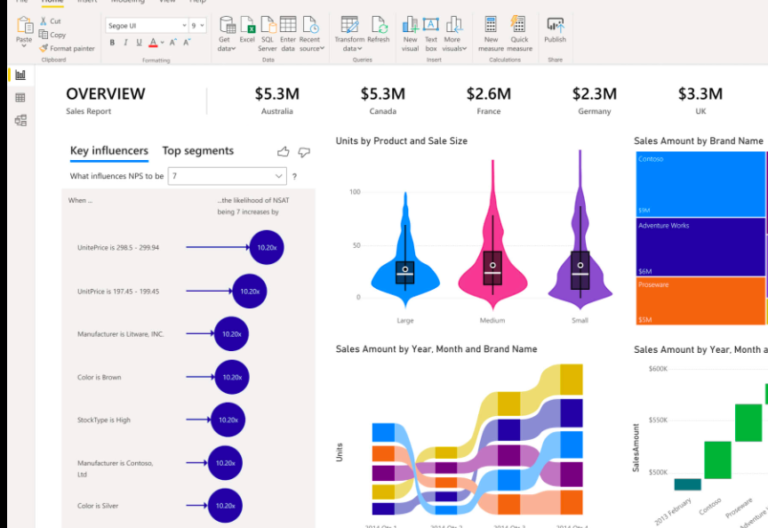 File Home Insert Modeling View Help
Paste
Cut
Copy
Format painter
Clipboard
Segoe UI 9
B I U A A A
Formatting
Get data
Excel
SQL Server
Enter data
Recent source
Data
Transform data
Refresh
Queries
New visual
Text box
More visuals
Insert
New measure
Quick measure
Calculations
Publish
Share
OVERVIEW
Sales Report
$5.3M
Australia
$5.3M
Canada
$2.6M
France
$2.3M
Germany
$3.3M
UK
Key influencers Top segments
What influences NPS to be 7 ?
When ...
...the likelihood of NSAT
being 7 increases by
UnitePrice is 298.5 - 299.94 10.20x
UnitPrice is 197.45 - 199.45 10.20x
Manufacturer is Litware, INC. 10.20x
Color is Brown 10.20x
StockType is High 10.20x
Manufacturer is Contoso,
Ltd 10.20x
Color is Silver 10.20x
Units by Product and Sale Size
100
50
0
Large Medium Small
Sales Amount by Brand Name
Contoso
$9M
Adventure Works
$6M
Proseware
$5M
Sales Amount by Year, Month and Brand Name
Units
2014 Qtr 1 2014 Qtr 2 2014 Qtr 3 2014 Qtr 4
Sales Amount by Year, Month a
SalesAmount
$600K
$550K
$500K
2013 February
Contoso
Proseware
Adventure